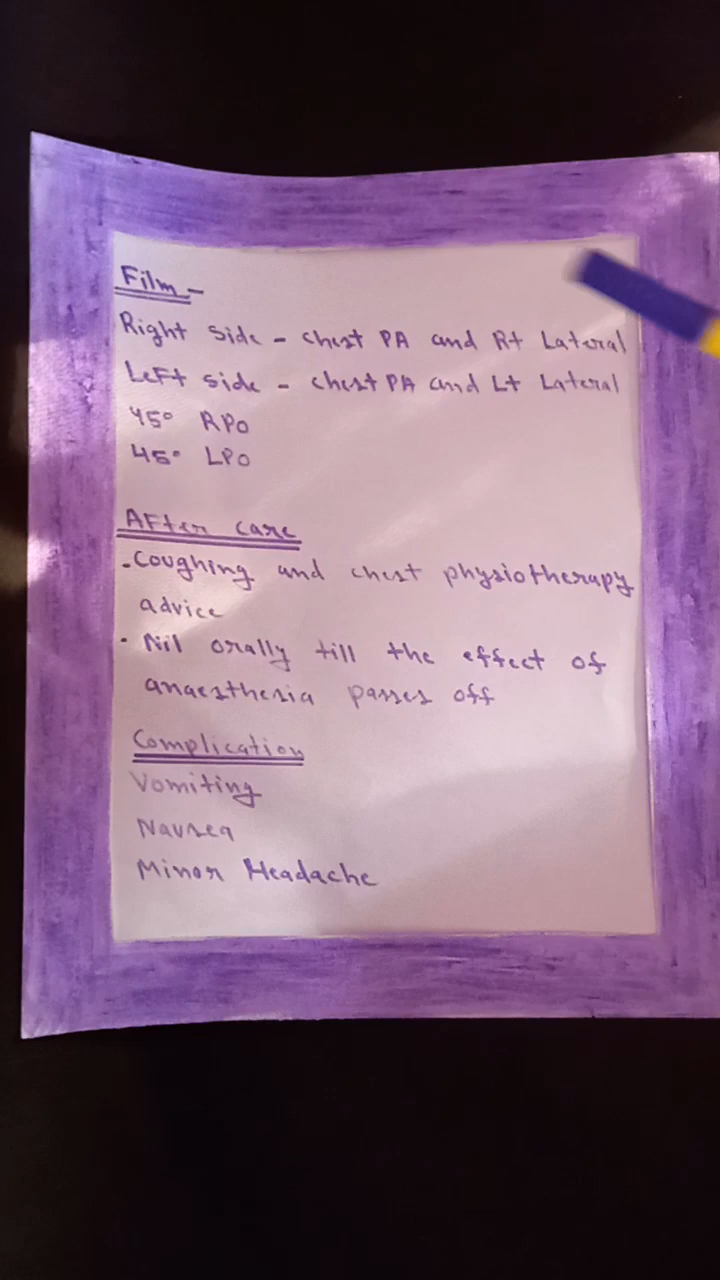 Film -
Right side - chest PA and Rt Lateral
Left side - chest PA and Lt Lateral
45° RPO
45° LPO
After care
• Coughing and chest physiotherapy
advice
• Nil orally till the effect of
anaesthesia passes off
Complication
Vomiting
Nausea
Minor Headache